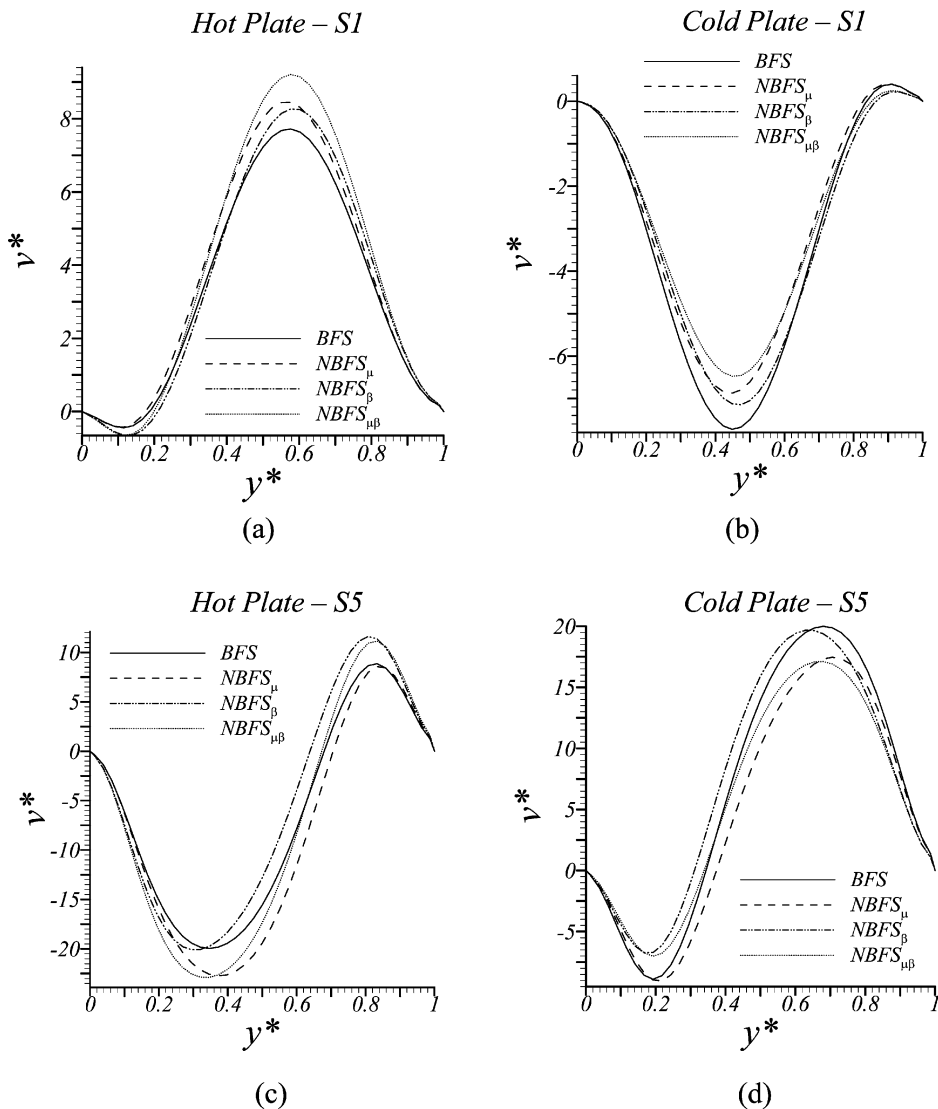 Hot Plate – S1
8
6
4
2
0
v*
BFS
NBFSμ
NBFSβ
NBFSμβ
0 0.2 0.4 0.6 0.8 1
y*
(a)
Cold Plate – S1
BFS
NBFSμ
NBFSβ
NBFSμβ
0
-2
-4
-6
v*
0 0.2 0.4 0.6 0.8 1
y*
(b)
Hot Plate – S5
BFS
NBFSμ
NBFSβ
NBFSμβ
10
5
0
-5
-10
-15
-20
v*
0 0.2 0.4 0.6 0.8 1
y*
(c)
Cold Plate – S5
20
15
10
5
0
-5
v*
BFS
NBFSμ
NBFSβ
NBFSμβ
0 0.2 0.4 0.6 0.8 1
y*
(d)